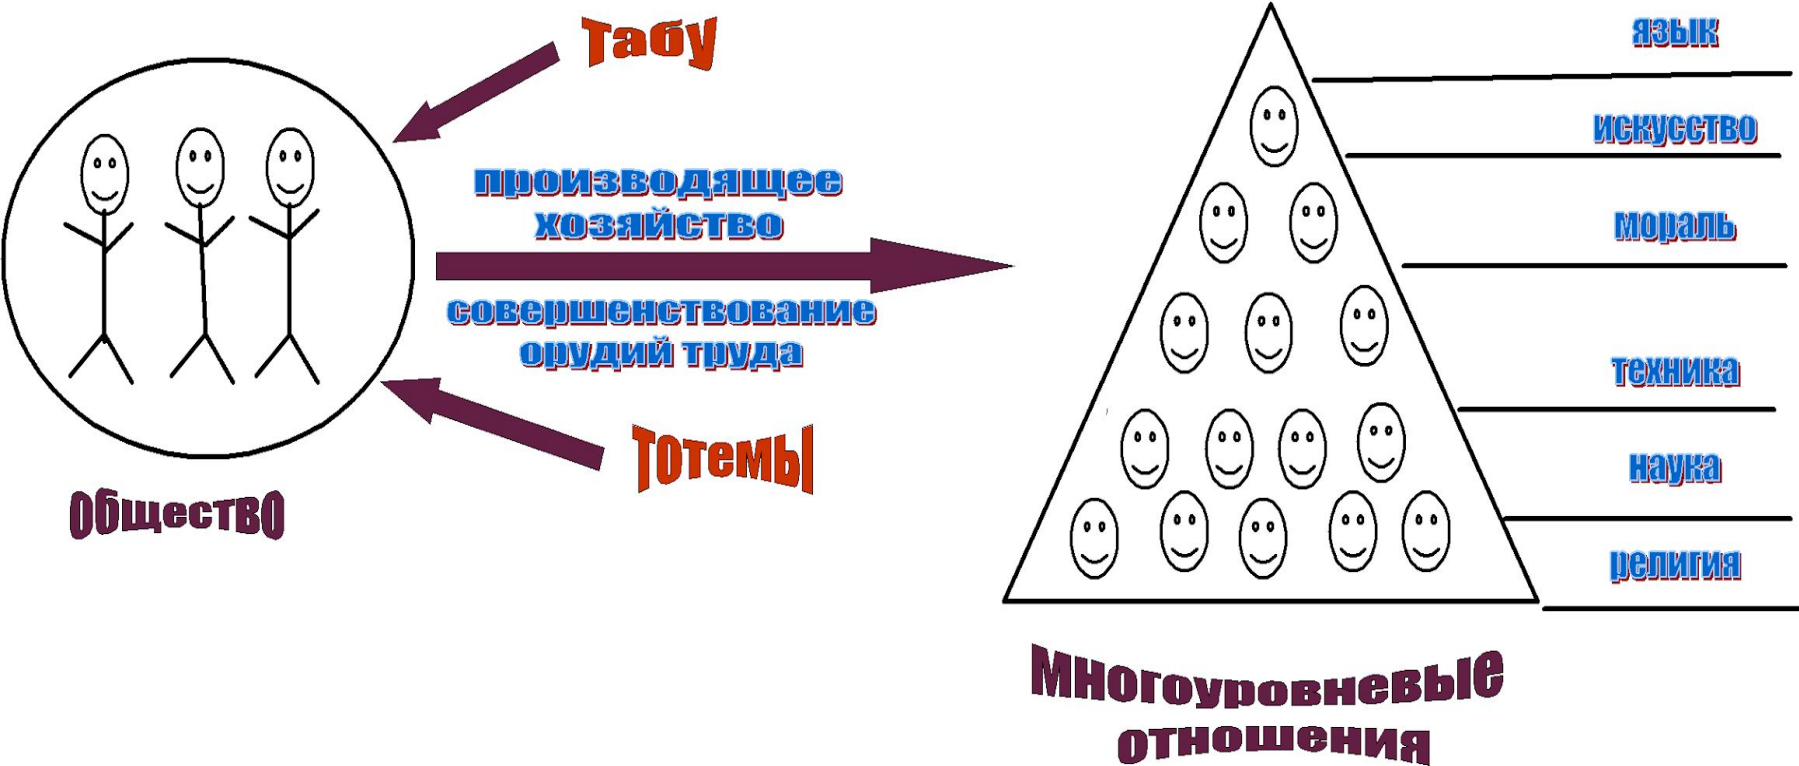 Табу
производящее
хозяйство
совершенствование
орудий труда
Тотемы
общество
язык
искусство
мораль
техника
наука
религия
Многоуровневые
отношения